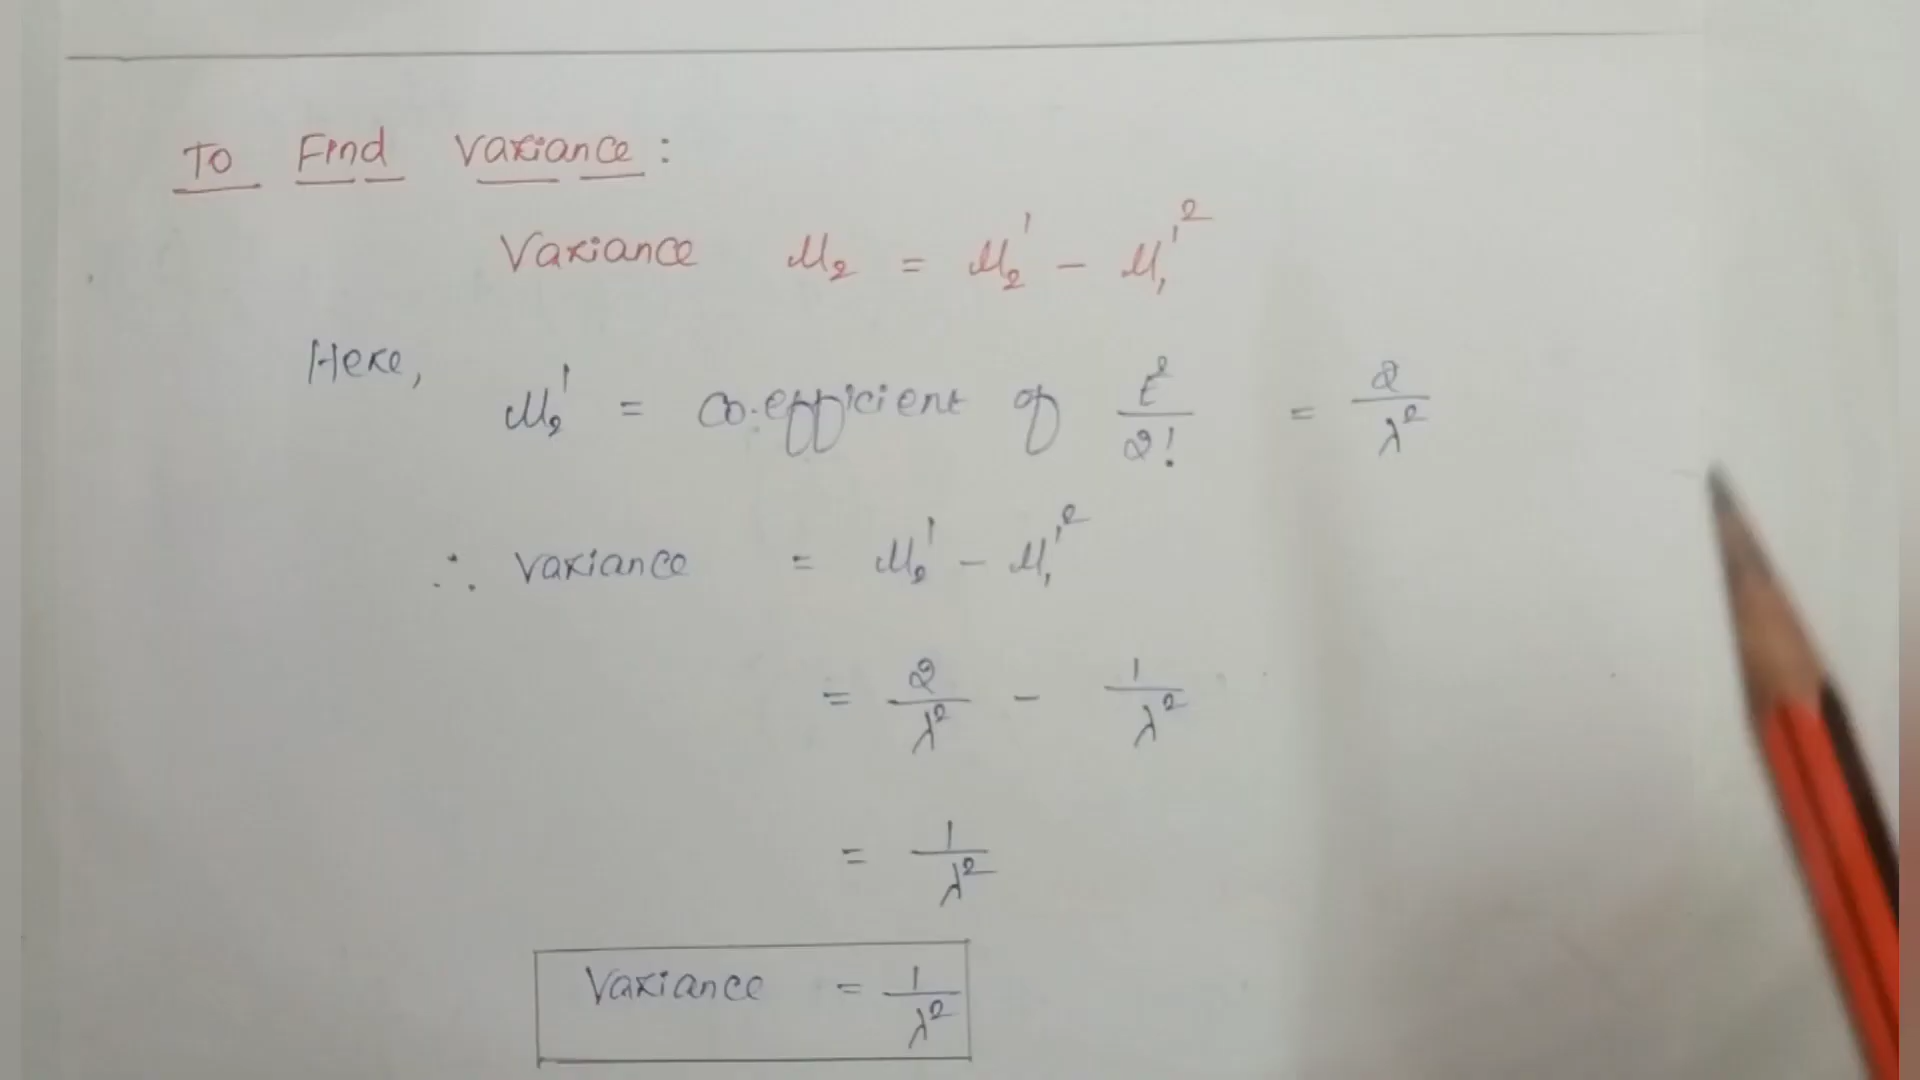 To Find Variance:
Variance μ₂ = μ₂' - μ₁'²
Here,
μ₂' = Co.efficient of t²/2! = 2/λ²
∴ Variance = μ₂' - μ₁'²
= 2/λ² - 1/λ²
= 1/λ²
Variance = 1/λ²